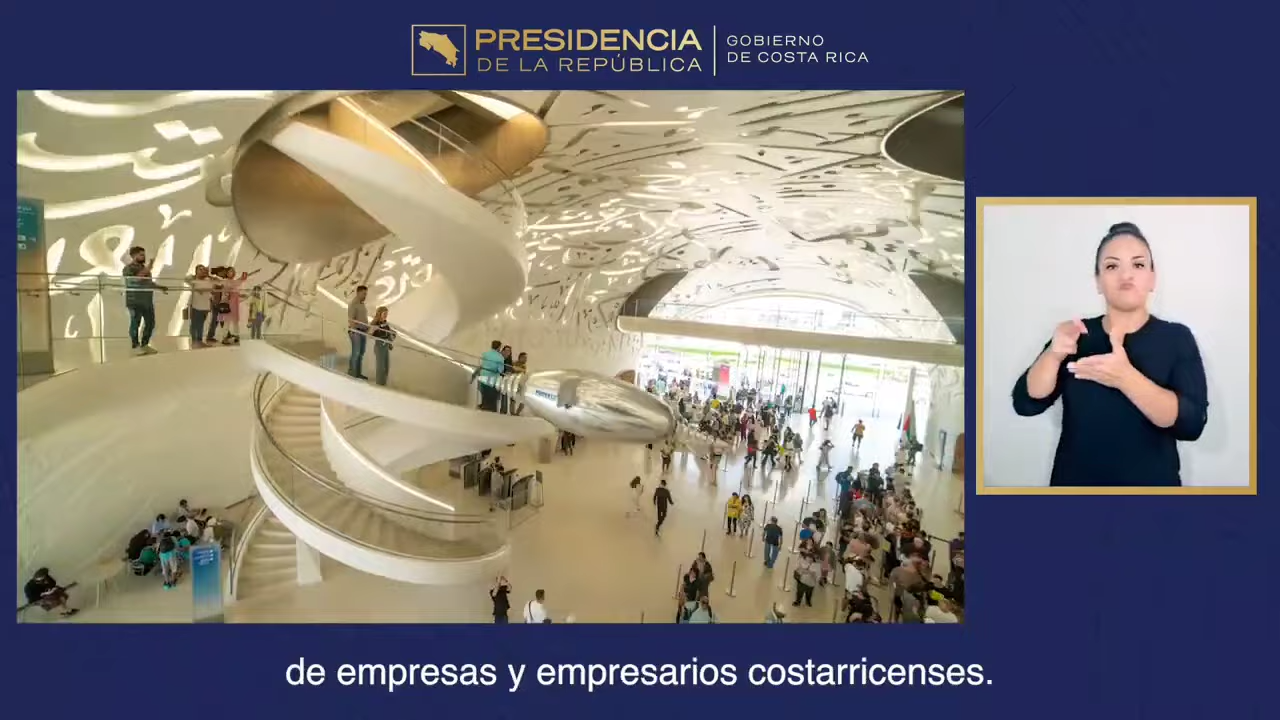 PRESIDENCIA
DE LA REPÚBLICA
GOBIERNO
DE COSTA RICA
de empresas y empresarios costarricenses.